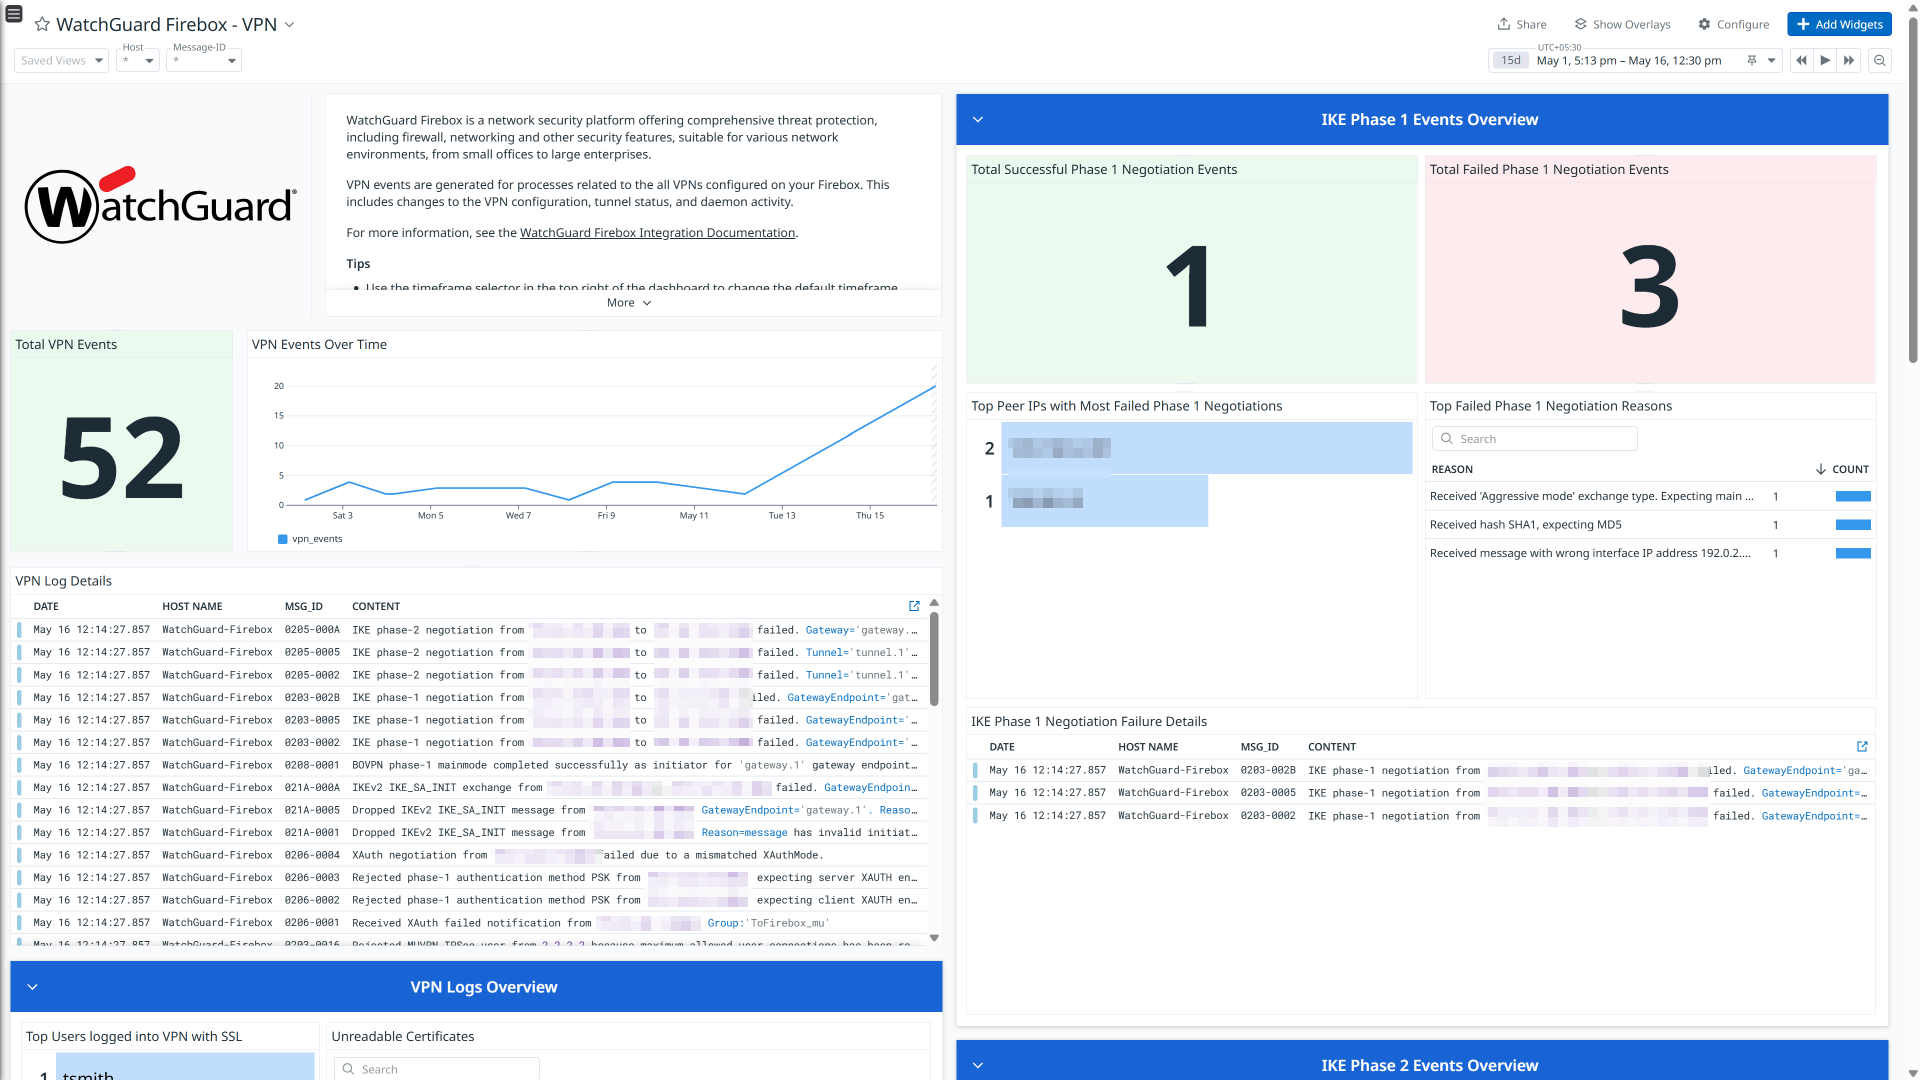 WatchGuard Firebox - VPN
Share
Show Overlays
Configure
Add Widgets
Saved Views
Host
*
Message-ID
*
15d
UTC+05:30
May 1, 5:13 pm – May 16, 12:30 pm
WatchGuard
WatchGuard Firebox is a network security platform offering comprehensive threat protection,
including firewall, networking and other security features, suitable for various network
environments, from small offices to large enterprises.
VPN events are generated for processes related to the all VPNs configured on your Firebox. This
includes changes to the VPN configuration, tunnel status, and daemon activity.
For more information, see the WatchGuard Firebox Integration Documentation.
Tips
• Use the timeframe selector in the top right of the dashboard to change the default timeframe
More
Total VPN Events
52
VPN Events Over Time
20
15
10
5
0
Sat 3
Mon 5
Wed 7
Fri 9
May 11
Tue 13
Thu 15
vpn_events
VPN Log Details
DATE HOST NAME MSG_ID CONTENT
May 16 12:14:27.857 WatchGuard-Firebox 0205-000A IKE phase-2 negotiation from to failed. Gateway='gateway.…
May 16 12:14:27.857 WatchGuard-Firebox 0205-0005 IKE phase-2 negotiation from to failed. Tunnel='tunnel.1'…
May 16 12:14:27.857 WatchGuard-Firebox 0205-0002 IKE phase-2 negotiation from to failed. Tunnel='tunnel.1'…
May 16 12:14:27.857 WatchGuard-Firebox 0203-002B IKE phase-1 negotiation from to iled. GatewayEndpoint='gat…
May 16 12:14:27.857 WatchGuard-Firebox 0203-0005 IKE phase-1 negotiation from to failed. GatewayEndpoint='…
May 16 12:14:27.857 WatchGuard-Firebox 0203-0002 IKE phase-1 negotiation from to failed. GatewayEndpoint='…
May 16 12:14:27.857 WatchGuard-Firebox 0208-0001 BOVPN phase-1 mainmode completed successfully as initiator for 'gateway.1' gateway endpoint…
May 16 12:14:27.857 WatchGuard-Firebox 021A-000A IKEv2 IKE_SA_INIT exchange from failed. GatewayEndpoin…
May 16 12:14:27.857 WatchGuard-Firebox 021A-0005 Dropped IKEv2 IKE_SA_INIT message from GatewayEndpoint='gateway.1'. Reaso…
May 16 12:14:27.857 WatchGuard-Firebox 021A-0001 Dropped IKEv2 IKE_SA_INIT message from Reason=message has invalid initiat…
May 16 12:14:27.857 WatchGuard-Firebox 0206-0004 XAuth negotiation from ailed due to a mismatched XAuthMode.
May 16 12:14:27.857 WatchGuard-Firebox 0206-0003 Rejected phase-1 authentication method PSK from expecting server XAUTH en…
May 16 12:14:27.857 WatchGuard-Firebox 0206-0002 Rejected phase-1 authentication method PSK from expecting client XAUTH en…
May 16 12:14:27.857 WatchGuard-Firebox 0206-0001 Received XAuth failed notification from Group:'ToFirebox_mu'
May 16 12:14:27.857 WatchGuard-Firebox 0203-0016 Rejected MUVPN IPSec user from 2.2.2.2 because maximum allowed user connections has been re…
VPN Logs Overview
Top Users logged into VPN with SSL
1 tsmith
Unreadable Certificates
Search
IKE Phase 1 Events Overview
Total Successful Phase 1 Negotiation Events
1
Total Failed Phase 1 Negotiation Events
3
Top Peer IPs with Most Failed Phase 1 Negotiations
2
1
Top Failed Phase 1 Negotiation Reasons
Search
REASON COUNT
Received 'Aggressive mode' exchange type. Expecting main … 1
Received hash SHA1, expecting MD5 1
Received message with wrong interface IP address 192.0.2.… 1
IKE Phase 1 Negotiation Failure Details
DATE HOST NAME MSG_ID CONTENT
May 16 12:14:27.857 WatchGuard-Firebox 0203-002B IKE phase-1 negotiation from iled. GatewayEndpoint='ga…
May 16 12:14:27.857 WatchGuard-Firebox 0203-0005 IKE phase-1 negotiation from failed. GatewayEndpoint=…
May 16 12:14:27.857 WatchGuard-Firebox 0203-0002 IKE phase-1 negotiation from failed. GatewayEndpoint=…
IKE Phase 2 Events Overview